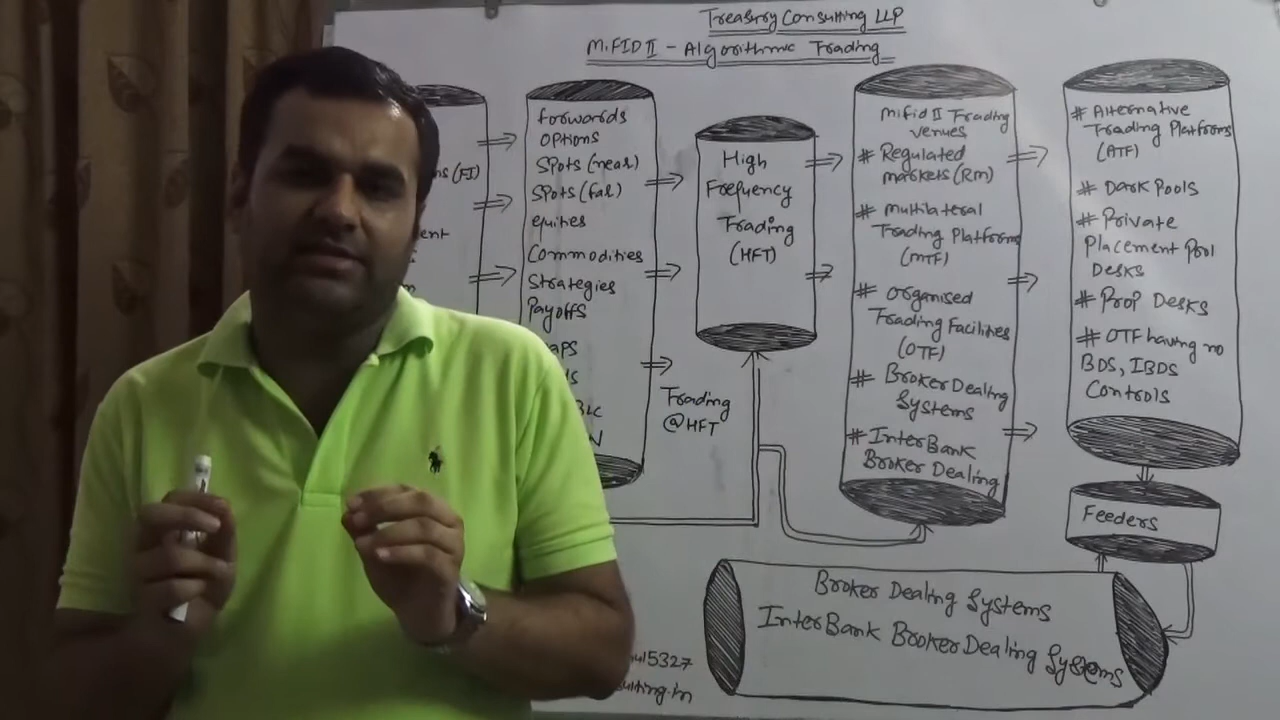 Treasury Consulting LLP
MiFID II - Algorithmic Trading
(FI)
Forwards
Options
Spots (near)
Spots (far)
Equities
Commodities
Strategies
Payoffs
Trading
@HFT
High
Frequency
Trading
(HFT)
MiFid II Trading
venues
# Regulated
markets (RM)
# Multilateral
Trading Platforms
(MTF)
# Organised
Trading Facilities
(OTF)
# Broker Dealing
Systems
# InterBank
Broker Dealing
# Alternative
Trading Platforms
(ATF)
# Dark Pools
# Private
Placement Pool
Desks
# Prop Desks
# OTF having no
BDS, IBDS
Controls
Feeders
Broker Dealing Systems
InterBank Broker Dealing Systems